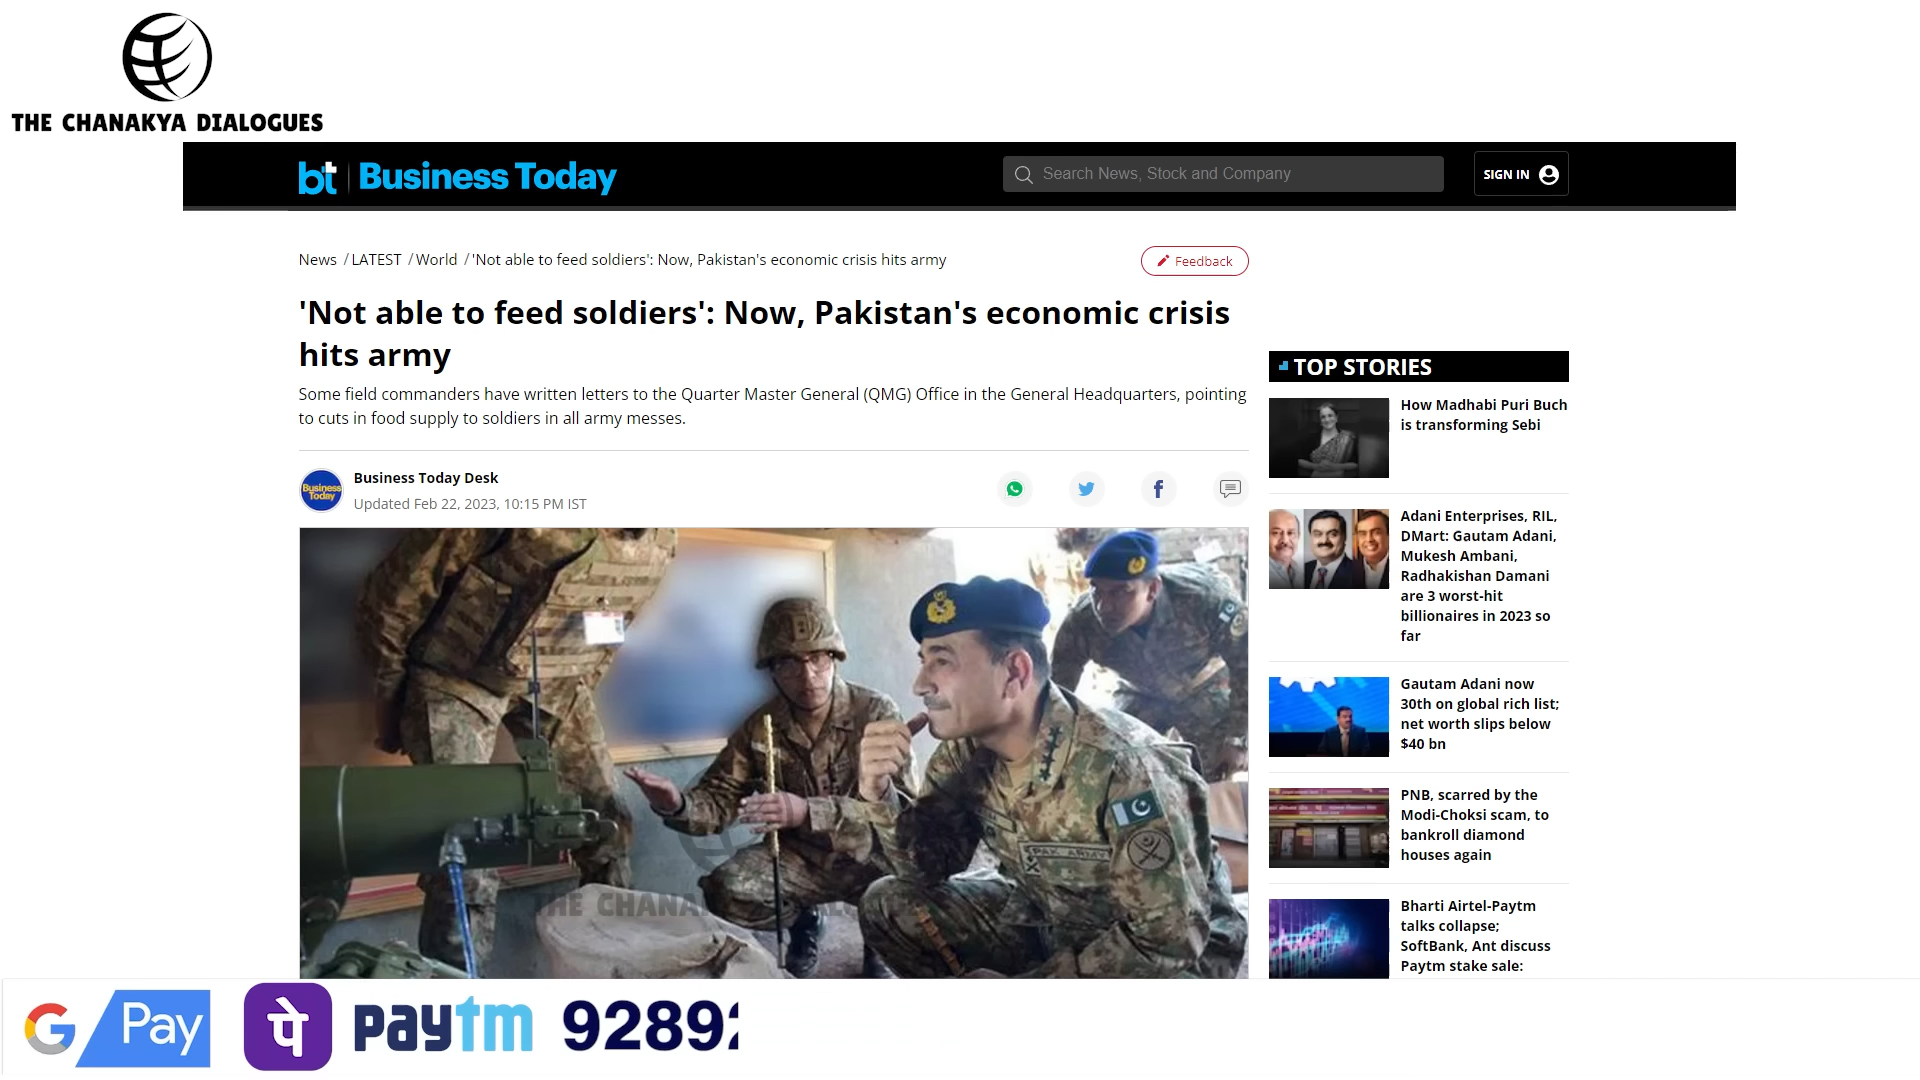 THE CHANAKYA DIALOGUES
bt Business Today
Search News, Stock and Company
SIGN IN
News / LATEST / World / 'Not able to feed soldiers': Now, Pakistan's economic crisis hits army
Feedback
'Not able to feed soldiers': Now, Pakistan's economic crisis
hits army
Some field commanders have written letters to the Quarter Master General (QMG) Office in the General Headquarters, pointing
to cuts in food supply to soldiers in all army messes.
Business Today
Business Today Desk
Updated Feb 22, 2023, 10:15 PM IST
PAK ARMY
THE CHANA
TOP STORIES
How Madhabi Puri Buch
is transforming Sebi
Adani Enterprises, RIL,
DMart: Gautam Adani,
Mukesh Ambani,
Radhakishan Damani
are 3 worst-hit
billionaires in 2023 so
far
Gautam Adani now
30th on global rich list;
net worth slips below
$40 bn
PNB, scarred by the
Modi-Choksi scam, to
bankroll diamond
houses again
Bharti Airtel-Paytm
talks collapse;
SoftBank, Ant discuss
Paytm stake sale:
G Pay
पे
paytm
9289